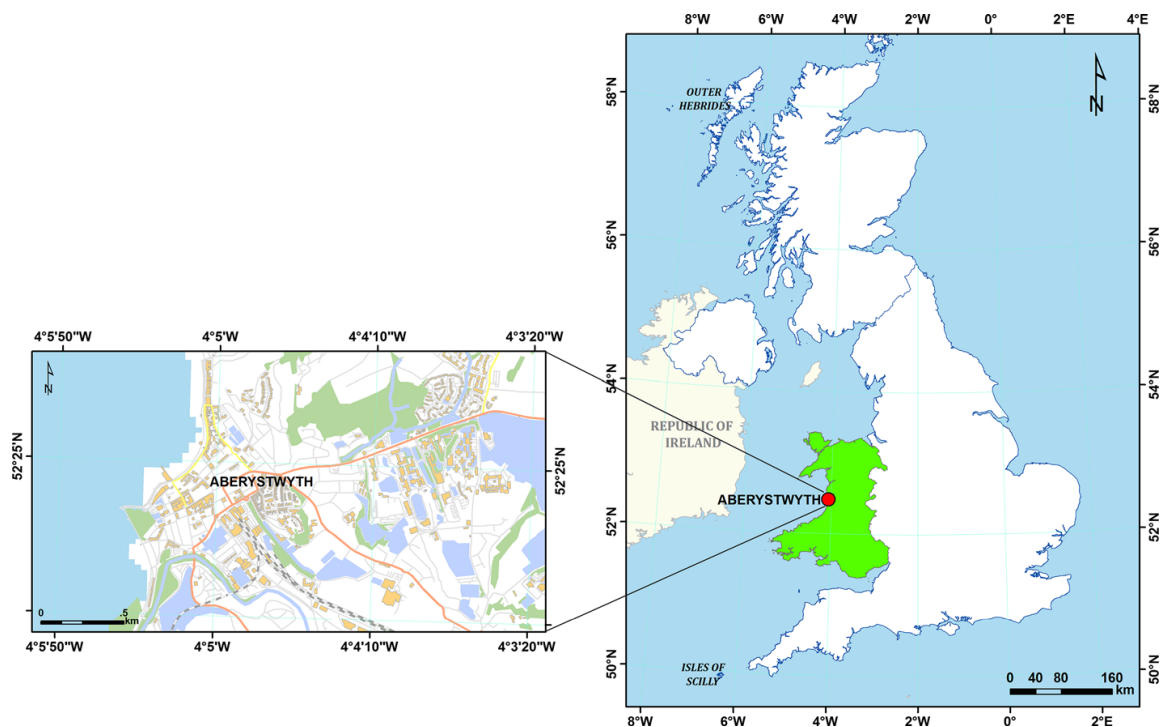 8°W 6°W 4°W 2°W 0° 2°E 4°E
58°N
58°N
OUTER
HEBRIDES
N
56°N
56°N
54°N
54°N
REPUBLIC OF
IRELAND
ABERYSTWYTH
52°N
52°N
50°N
50°N
ISLES OF
SCILLY
0 40 80 160
km
8°W 6°W 4°W 2°W 0° 2°E
4°5'50"W 4°5'W 4°4'10"W 4°3'20"W
N
52°25'N
52°25'N
ABERYSTWYTH
0 .5
km
4°5'50"W 4°5'W 4°4'10"W 4°3'20"W